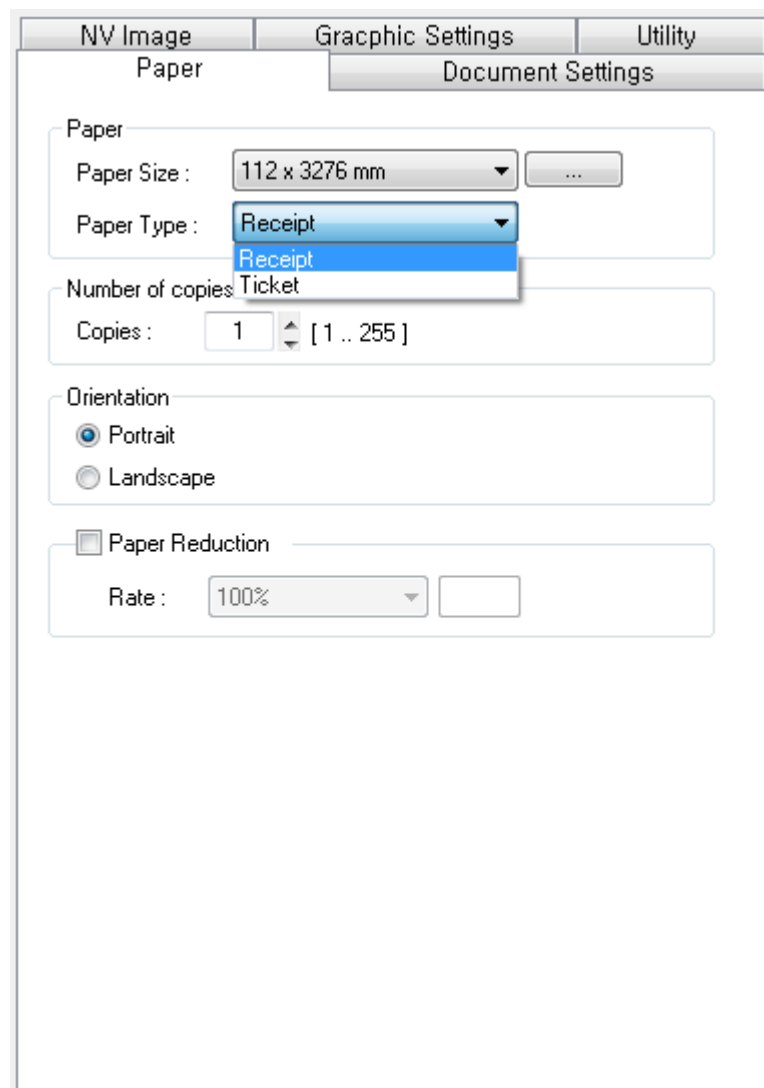 NV Image Gracphic Settings Utility
Paper Document Settings
Paper
Paper Size : 112 x 3276 mm ...
Paper Type : Receipt
Receipt
Ticket
Number of copies
Copies : 1 [ 1 .. 255 ]
Orientation
Portrait
Landscape
Paper Reduction
Rate : 100%